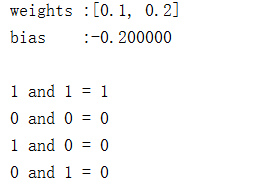 weights :[0.1, 0.2]
bias    :-0.200000

1 and 1 = 1
0 and 0 = 0
1 and 0 = 0
0 and 1 = 0